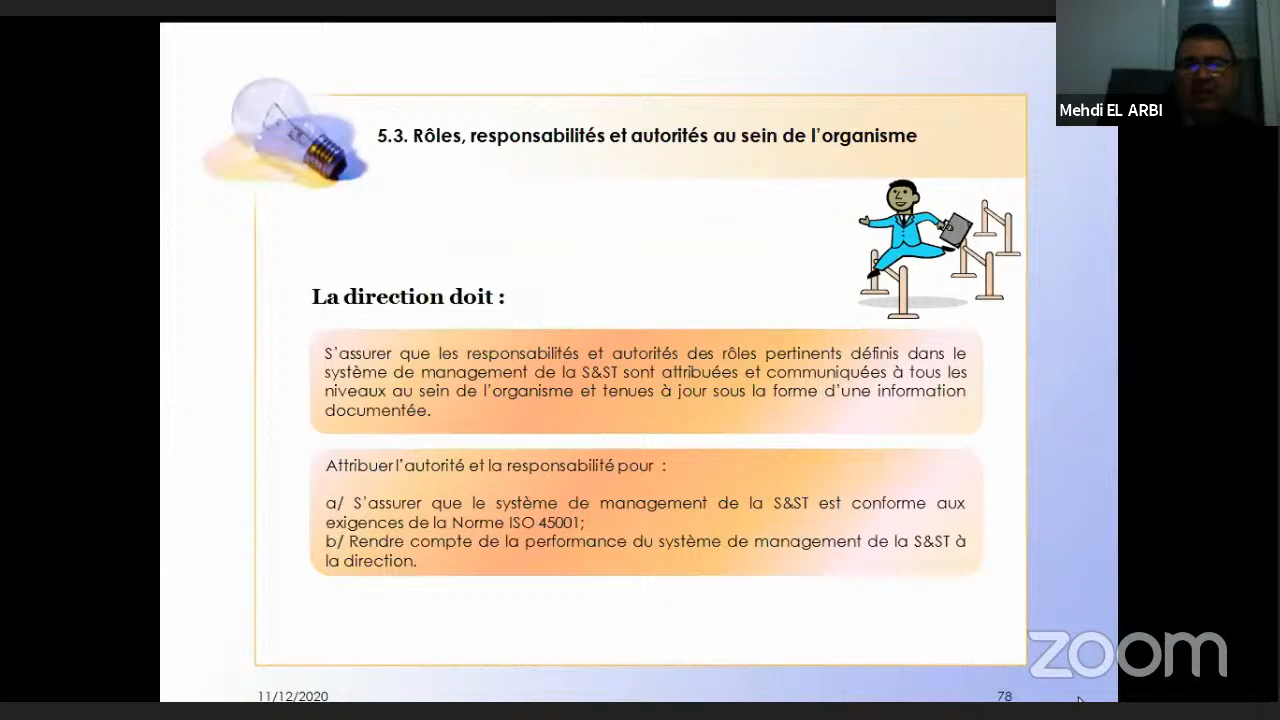 Mehdi EL ARBI
5.3. Rôles, responsabilités et autorités au sein de l’organisme
La direction doit :
S’assurer que les responsabilités et autorités des rôles pertinents définis dans le
système de management de la S&ST sont attribuées et communiquées à tous les
niveaux au sein de l’organisme et tenues à jour sous la forme d’une information
documentée.
Attribuer l’autorité et la responsabilité pour :
a/ S’assurer que le système de management de la S&ST est conforme aux
exigences de la Norme ISO 45001;
b/ Rendre compte de la performance du système de management de la S&ST à
la direction.
zoom
11/12/2020
78